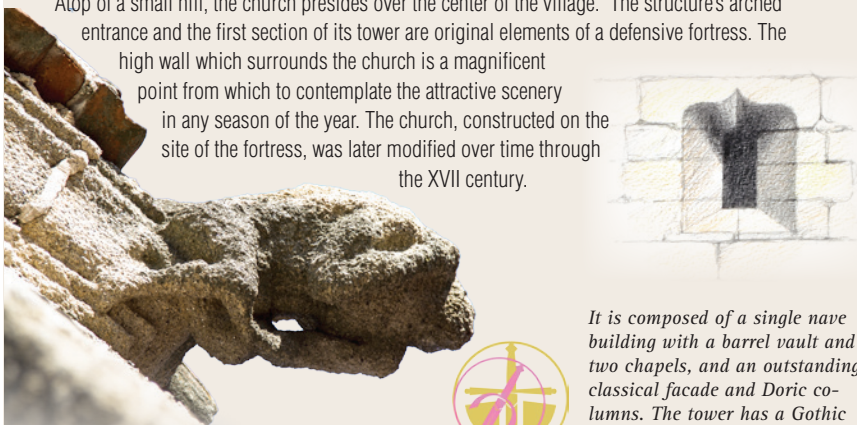 Atop of a small hill, the church presides over the center of the village. The structure's arched
entrance and the first section of its tower are original elements of a defensive fortress. The
high wall which surrounds the church is a magnificent
point from which to contemplate the attractive scenery
in any season of the year. The church, constructed on the
site of the fortress, was later modified over time through
the XVII century.
It is composed of a single nave
building with a barrel vault and
two chapels, and an outstanding
classical facade and Doric co-
lumns. The tower has a Gothic